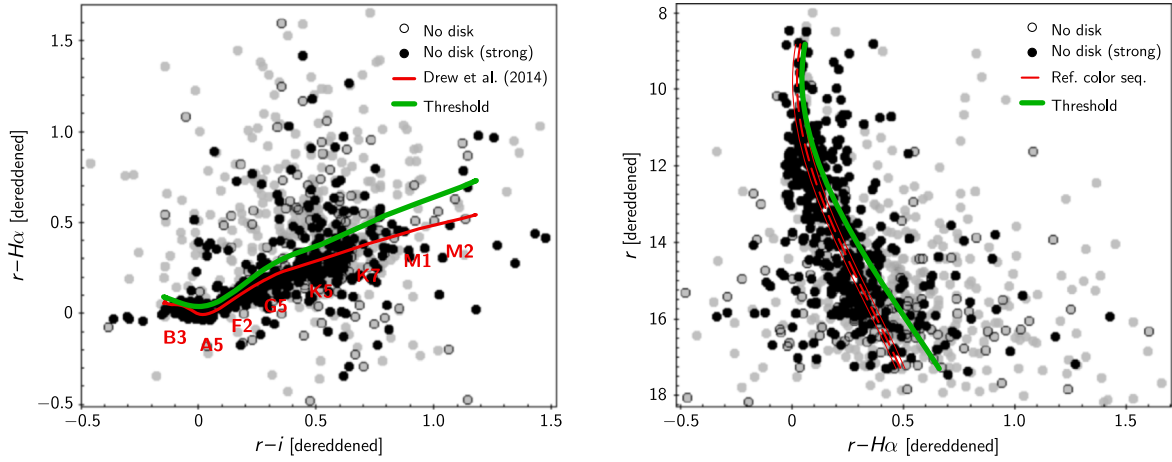 1.5
1.0
0.5
0
−0.5
r−Hα [dereddened]
No disk
No disk (strong)
Drew et al. (2014)
Threshold
B3
A5
F2
G5
K5
K7
M1
M2
−0.5 0 0.5 1.0 1.5
r−i [dereddened]
8
10
12
14
16
18
r [dereddened]
No disk
No disk (strong)
Ref. color seq.
Threshold
−0.5 0 0.5 1.0 1.5
r−Hα [dereddened]